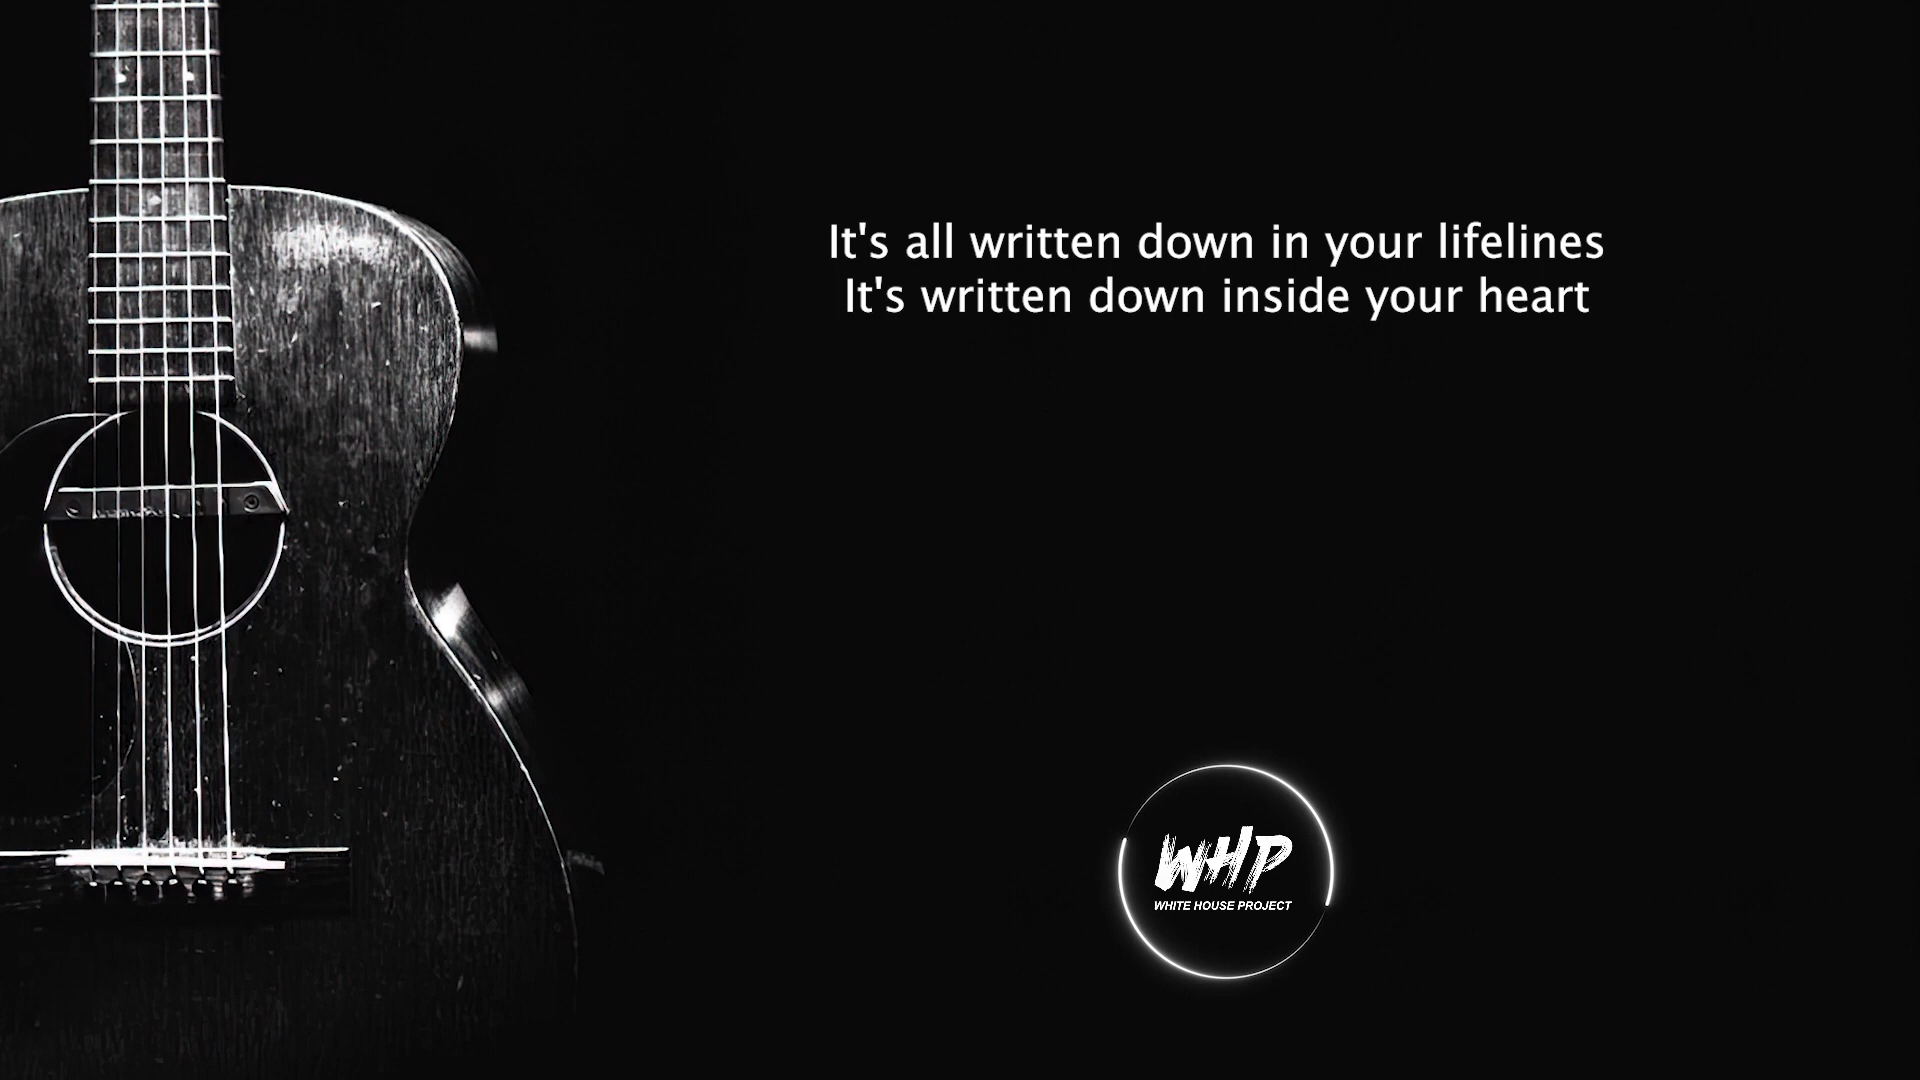 It's all written down in your lifelines
It's written down inside your heart
WHP
WHITE HOUSE PROJECT